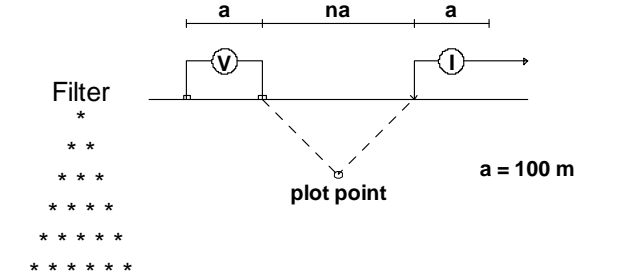 a na a
V I
Filter
*
* *
* * *
* * * *
* * * * *
* * * * * *
a = 100 m
plot point